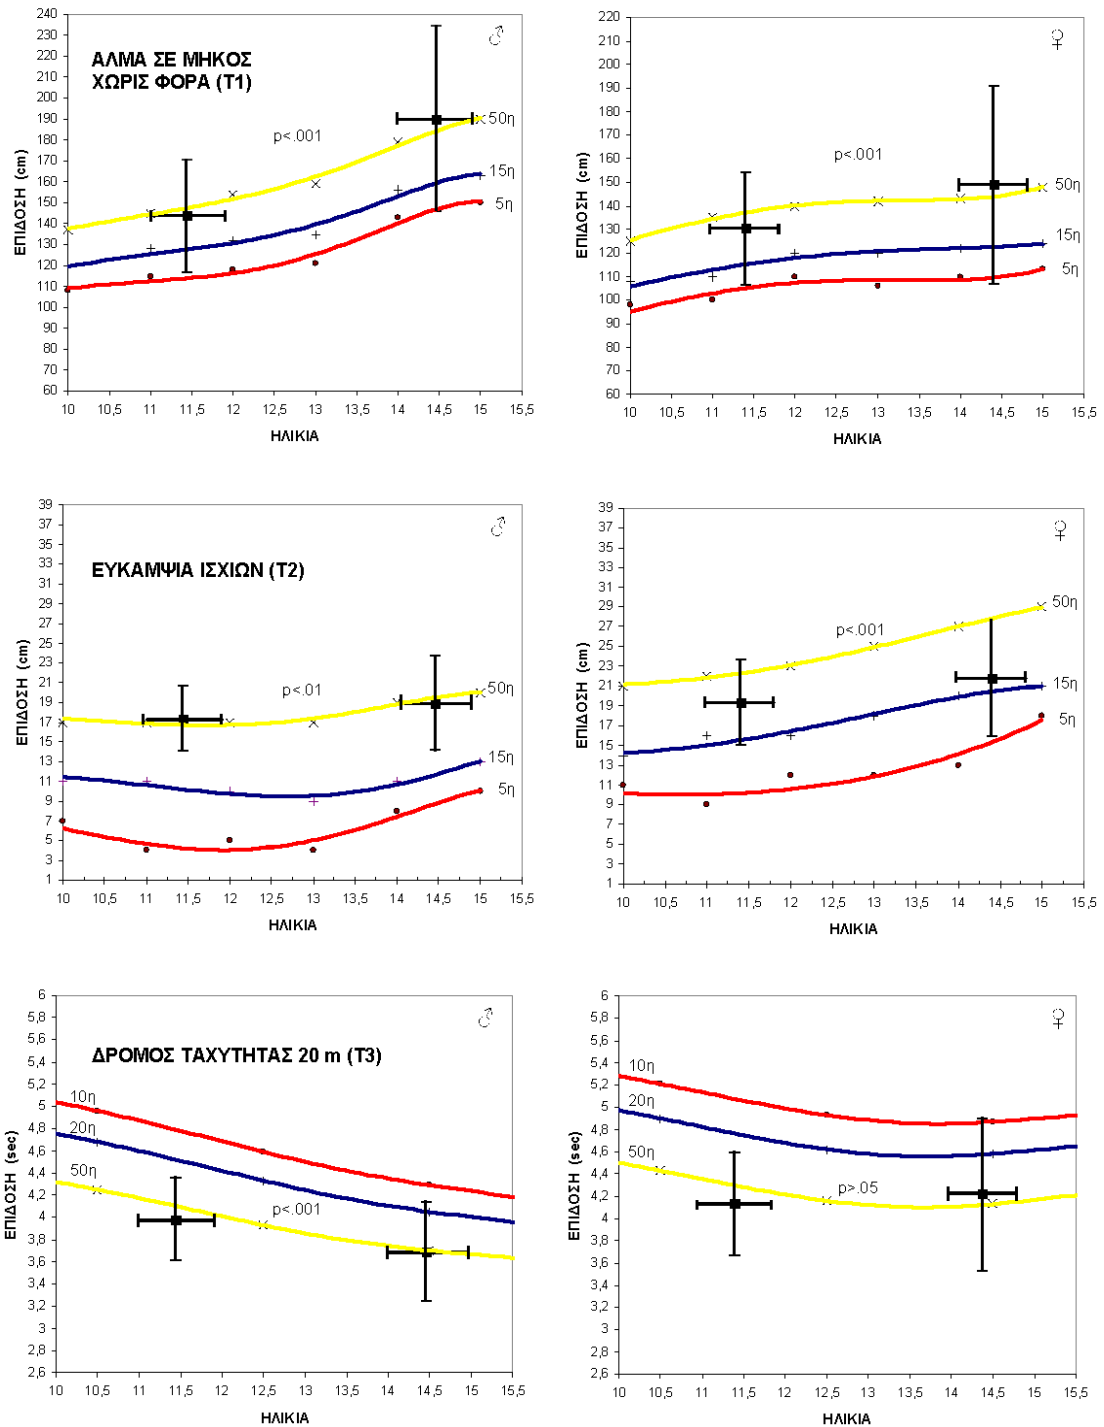 ΑΛΜΑ ΣΕ ΜΗΚΟΣ
ΧΩΡΙΣ ΦΟΡΑ (Τ1)
♂
ΕΠΙΔΟΣΗ (cm)
240
230
220
210
200
190
180
170
160
150
140
130
120
110
100
90
80
70
60
p<.001
50η
15η
5η
10 10,5 11 11,5 12 12,5 13 13,5 14 14,5 15 15,5
ΗΛΙΚΙΑ
♀
ΕΠΙΔΟΣΗ (cm)
220
210
200
190
180
170
160
150
140
130
120
110
100
90
80
70
60
p<.001
50η
15η
5η
10 10,5 11 11,5 12 12,5 13 13,5 14 14,5 15 15,5
ΗΛΙΚΙΑ
ΕΥΚΑΜΨΙΑ ΙΣΧΙΩΝ (Τ2)
♂
ΕΠΙΔΟΣΗ (cm)
39
37
35
33
31
29
27
25
23
21
19
17
15
13
11
9
7
5
3
1
p<.01
50η
15η
5η
10 10,5 11 11,5 12 12,5 13 13,5 14 14,5 15 15,5
ΗΛΙΚΙΑ
♀
ΕΠΙΔΟΣΗ (cm)
39
37
35
33
31
29
27
25
23
21
19
17
15
13
11
9
7
5
3
1
p<.001
50η
15η
5η
10 10,5 11 11,5 12 12,5 13 13,5 14 14,5 15 15,5
ΗΛΙΚΙΑ
ΔΡΟΜΟΣ ΤΑΧΥΤΗΤΑΣ 20 m (Τ3)
♂
ΕΠΙΔΟΣΗ (sec)
6
5,8
5,6
5,4
5,2
5
4,8
4,6
4,4
4,2
4
3,8
3,6
3,4
3,2
3
2,8
2,6
10η
20η
50η
p<.001
10 10,5 11 11,5 12 12,5 13 13,5 14 14,5 15 15,5
ΗΛΙΚΙΑ
♀
ΕΠΙΔΟΣΗ (sec)
6
5,8
5,6
5,4
5,2
5
4,8
4,6
4,4
4,2
4
3,8
3,6
3,4
3,2
3
2,8
2,6
10η
20η
50η
p>.05
10 10,5 11 11,5 12 12,5 13 13,5 14 14,5 15 15,5
ΗΛΙΚΙΑ